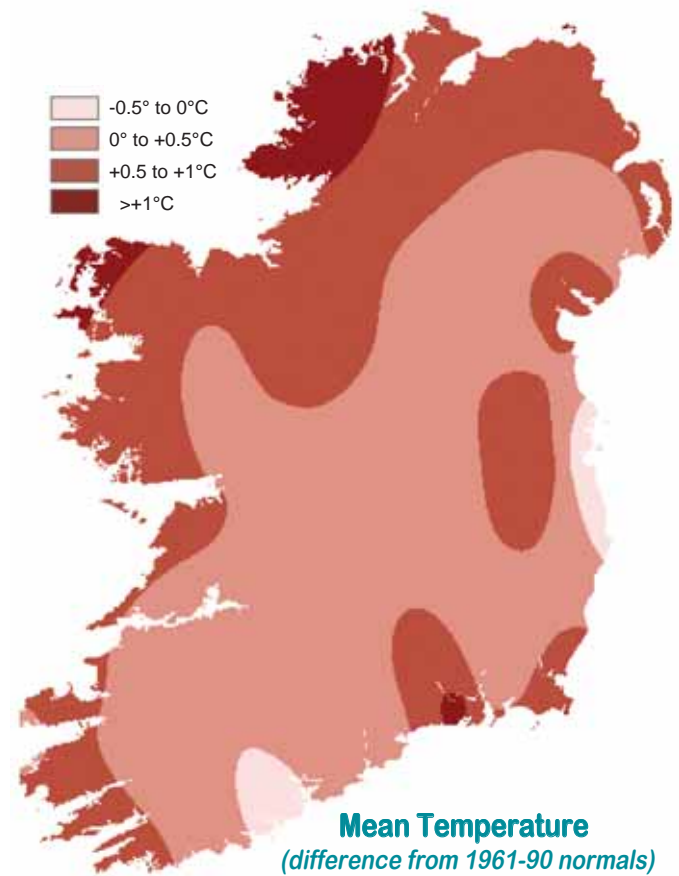 -0.5° to 0°C
0° to +0.5°C
+0.5 to +1°C
>+1°C
Mean Temperature
(difference from 1961-90 normals)